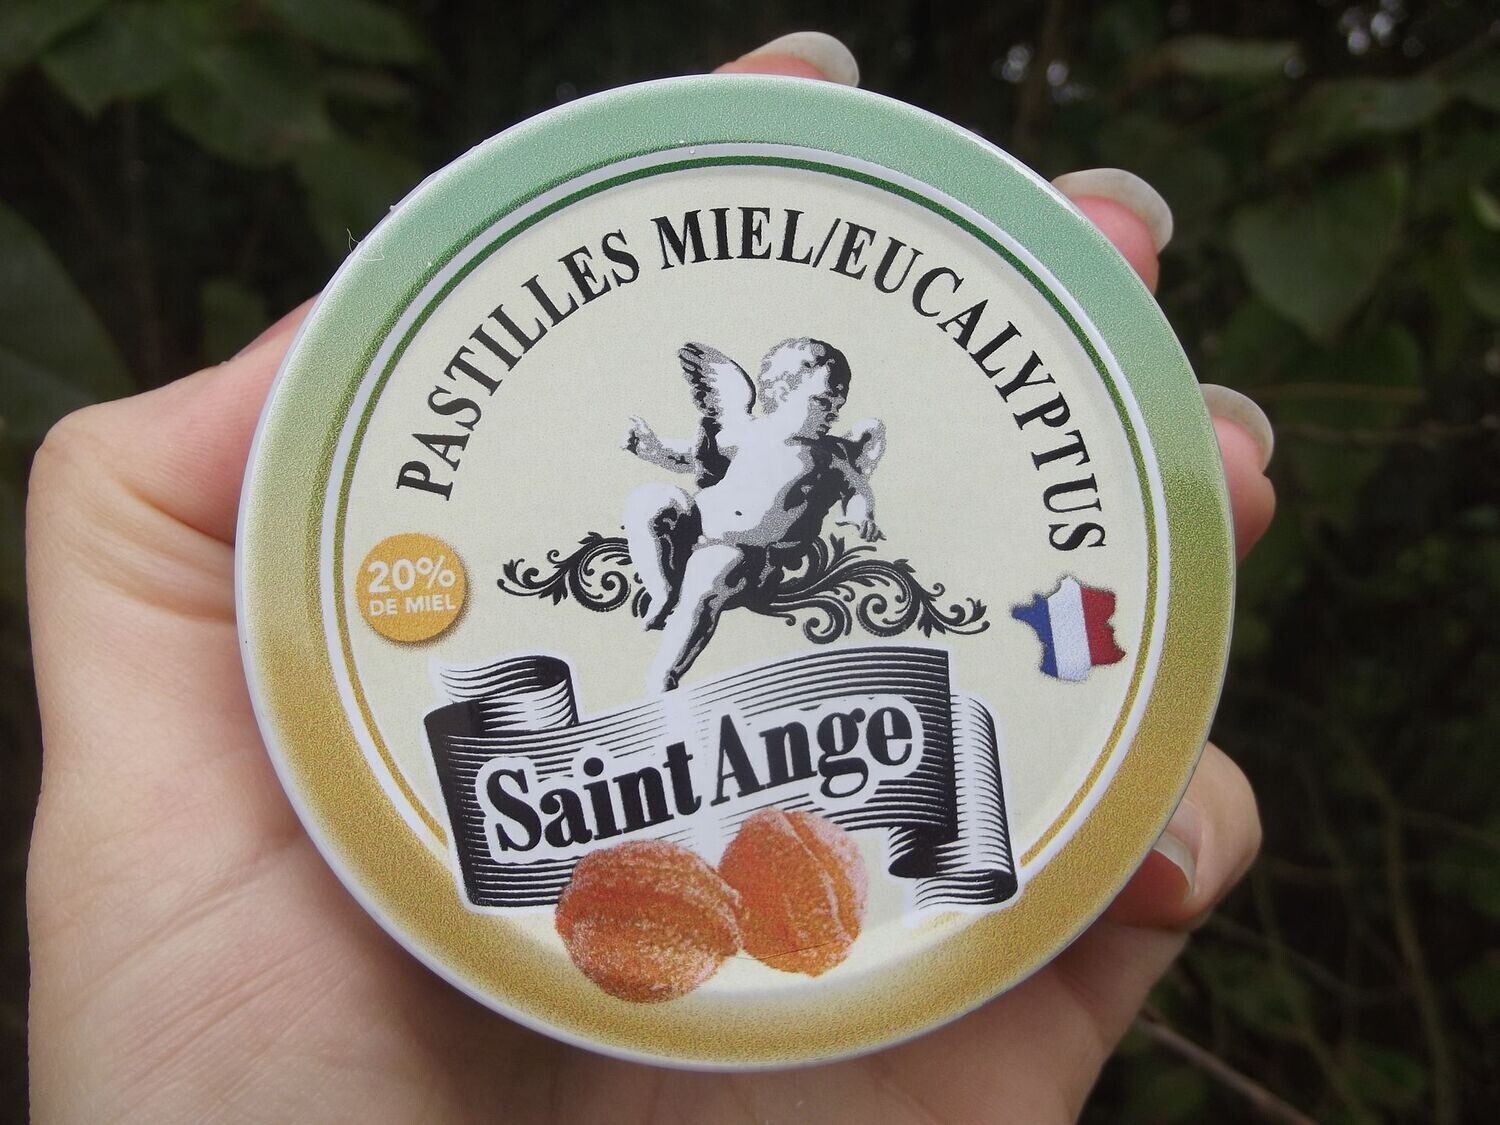 PASTILLES MIEL/EUCALYPTUS
20%
DE MIEL
Saint Ange